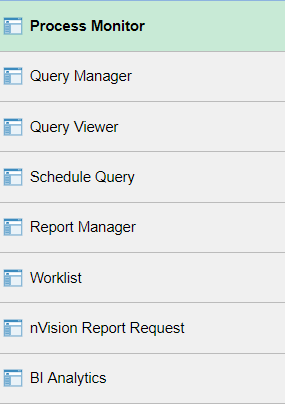 Process Monitor
Query Manager
Query Viewer
Schedule Query
Report Manager
Worklist
nVision Report Request
BI Analytics